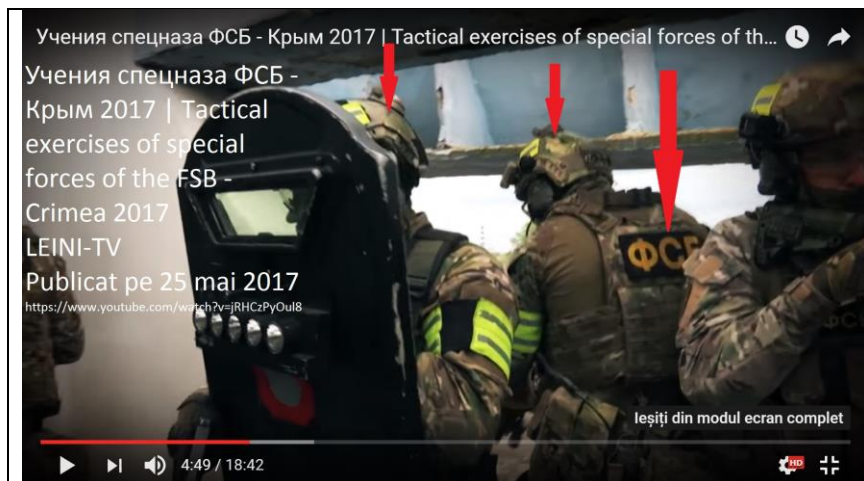 Учения спецназа ФСБ - Крым 2017 | Tactical exercises of special forces of th...
Учения спецназа ФСБ -
Крым 2017 | Tactical
exercises of special
forces of the FSB -
Crimea 2017
LEINI-TV
Publicat pe 25 mai 2017
https://www.youtube.com/watch?v=jRHCzPyOuI8
ФСБ
ФСБ
Ieșiți din modul ecran complet
4:49 / 18:42
HD